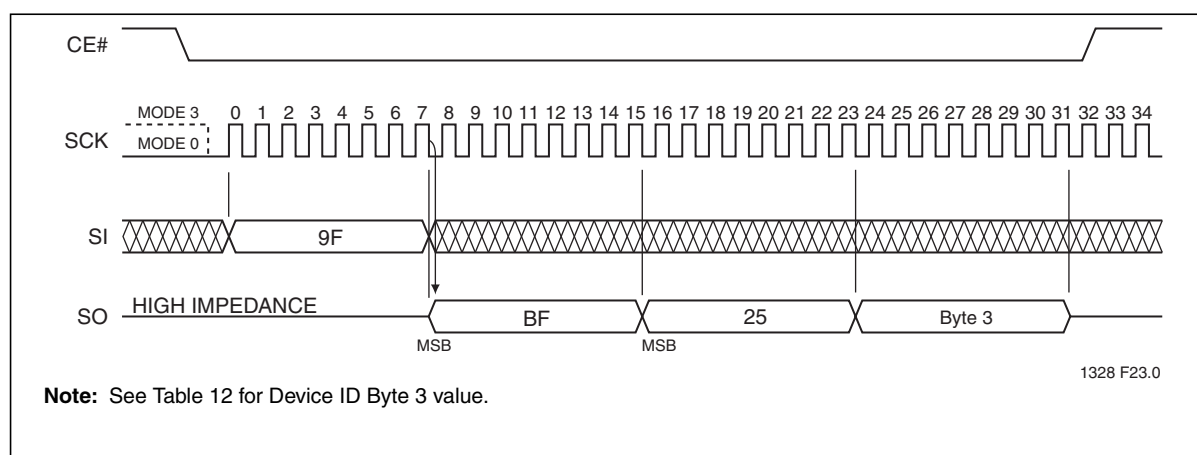 CE#
MODE 3
0 1 2 3 4 5 6 7 8 9 10 11 12 13 14 15 16 17 18 19 20 21 22 23 24 25 26 27 28 29 30 31 32 33 34
SCK
MODE 0
SI
9F
SO
HIGH IMPEDANCE
BF
25
Byte 3
MSB
MSB
1328 F23.0
Note: See Table 12 for Device ID Byte 3 value.